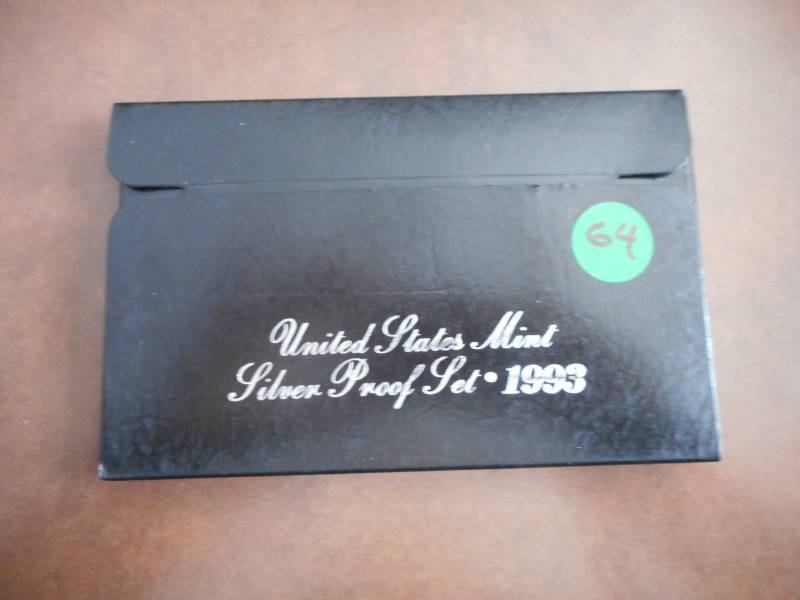 64
United States Mint
Silver Proof Set • 1993